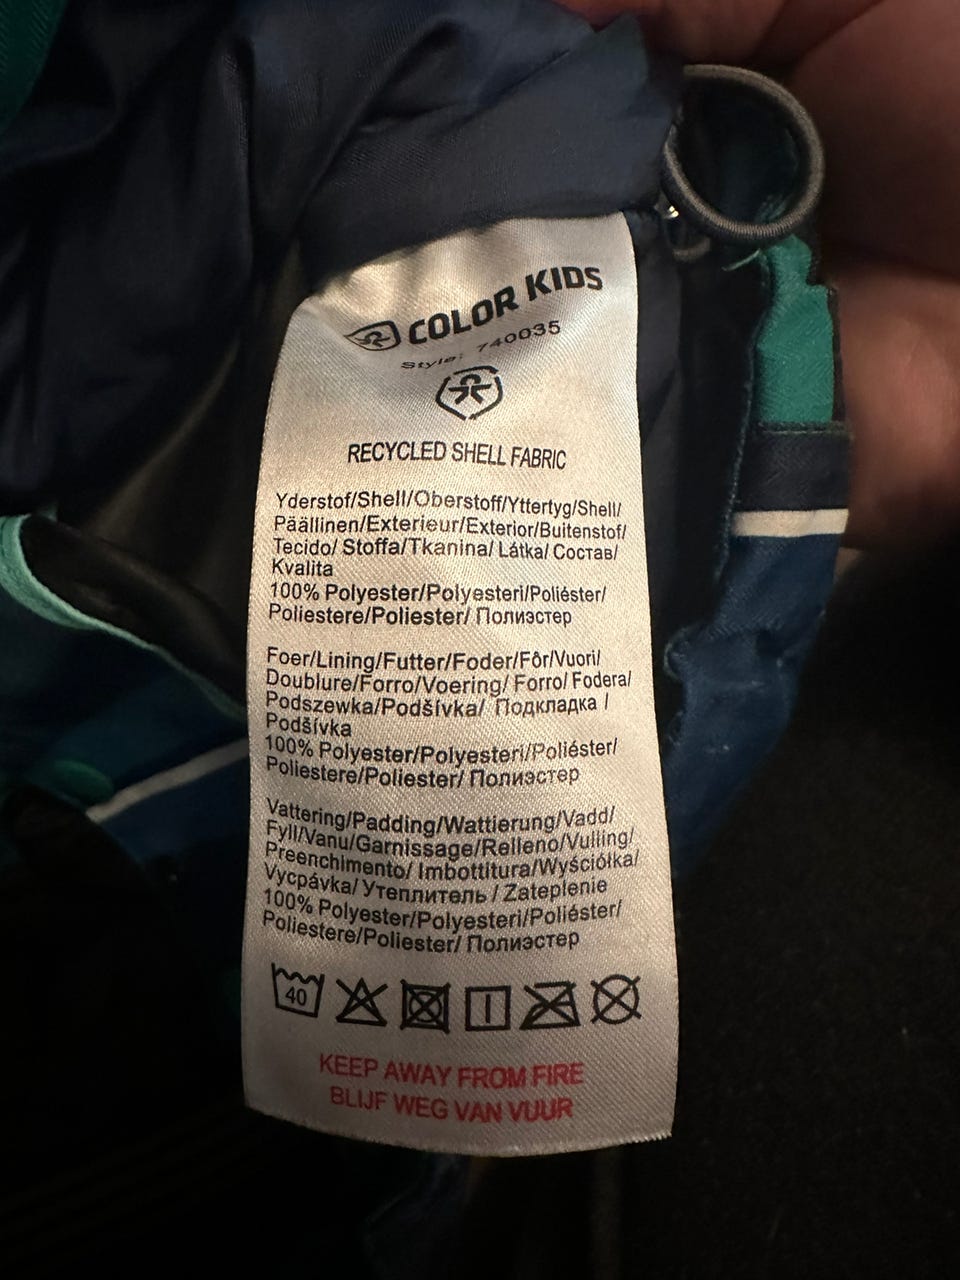 COLOR KIDS
Style: 740035
RECYCLED SHELL FABRIC
Yderstof/Shell/Oberstoff/Yttertyg/Shell/
Päällinen/Exterieur/Exterior/Buitenstof/
Tecido/ Stoffa/Tkanina/ Látka/ Состав/
Kvalita
100% Polyester/Polyesteri/Poliéster/
Poliestere/Poliester/ Полиэстер
Foer/Lining/Futter/Foder/Fôr/Vuori/
Doublure/Forro/Voering/ Forro/ Fodera/
Podszewka/Podšívka/ Подкладка /
Podšívka
100% Polyester/Polyesteri/Poliéster/
Poliestere/Poliester/ Полиэстер
Vattering/Padding/Wattierung/Vadd/
Fyll/Vanu/Garnissage/Relleno/Vulling/
Preenchimento/ Imbottitura/Wyściółka/
Vycpávka/ Утеплитель / Zateplenie
100% Polyester/Polyesteri/Poliéster/
Poliestere/Poliester/ Полиэстер
40
KEEP AWAY FROM FIRE
BLIJF WEG VAN VUUR